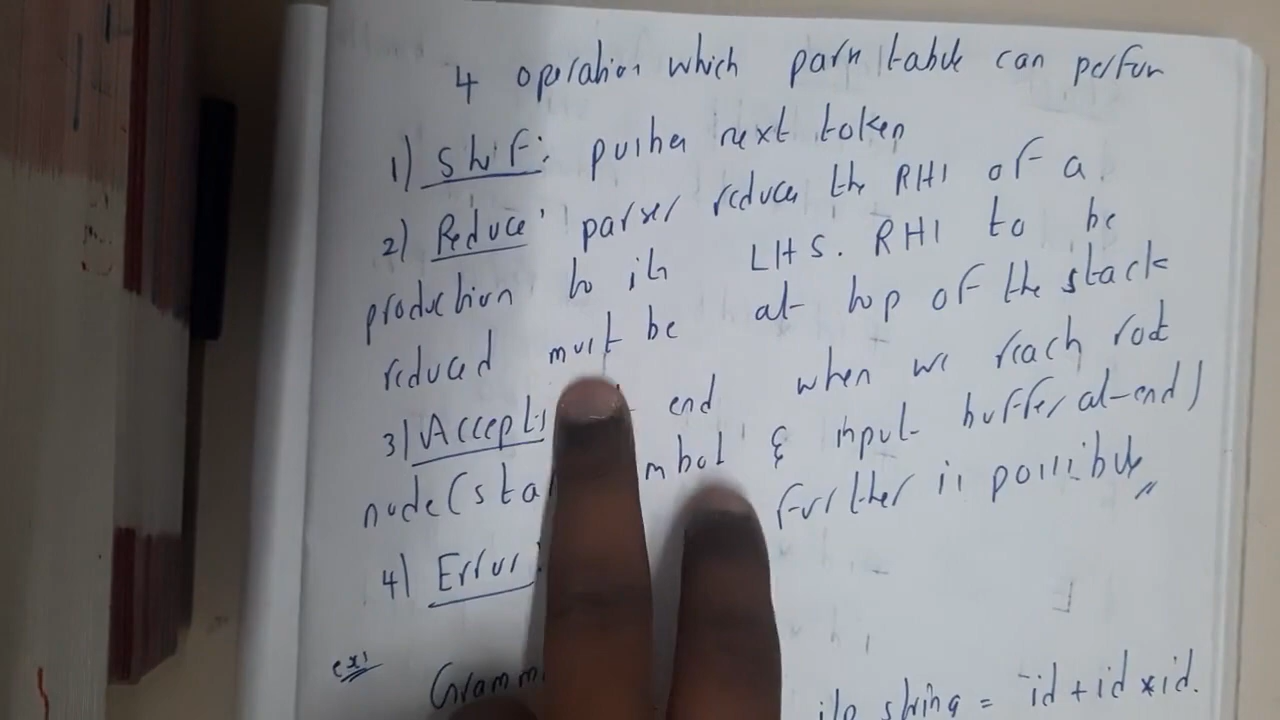 4 operation which parse table can perform
1) Shift: pushes next token
2) Reduce: parser reduces the RHS of a
production to its LHS. RHS to be
reduced must be at top of the stack
3) Accept: end when we reach root
node (sta mbol & input buffer at end)
4) Error: further is possible
ex:
Gramm i/p string = id + id * id.